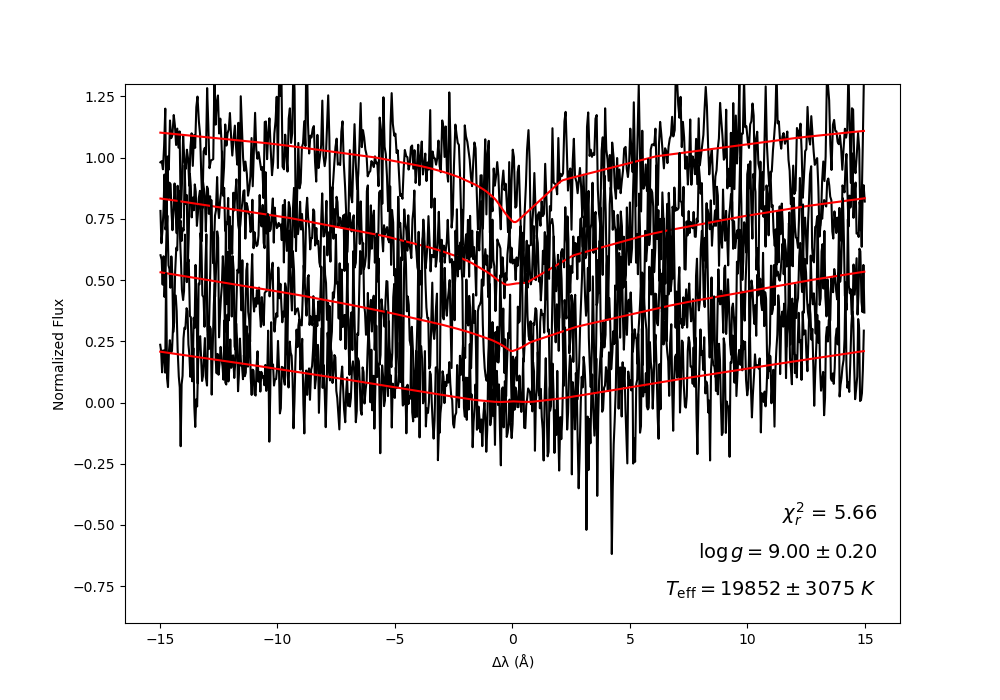 1.25
1.00
0.75
0.50
0.25
0.00
−0.25
−0.50
−0.75
Normalized Flux
χ²ᵣ = 5.66
log g = 9.00 ± 0.20
T_eff = 19852 ± 3075 K
−15 −10 −5 0 5 10 15
Δλ (Å)